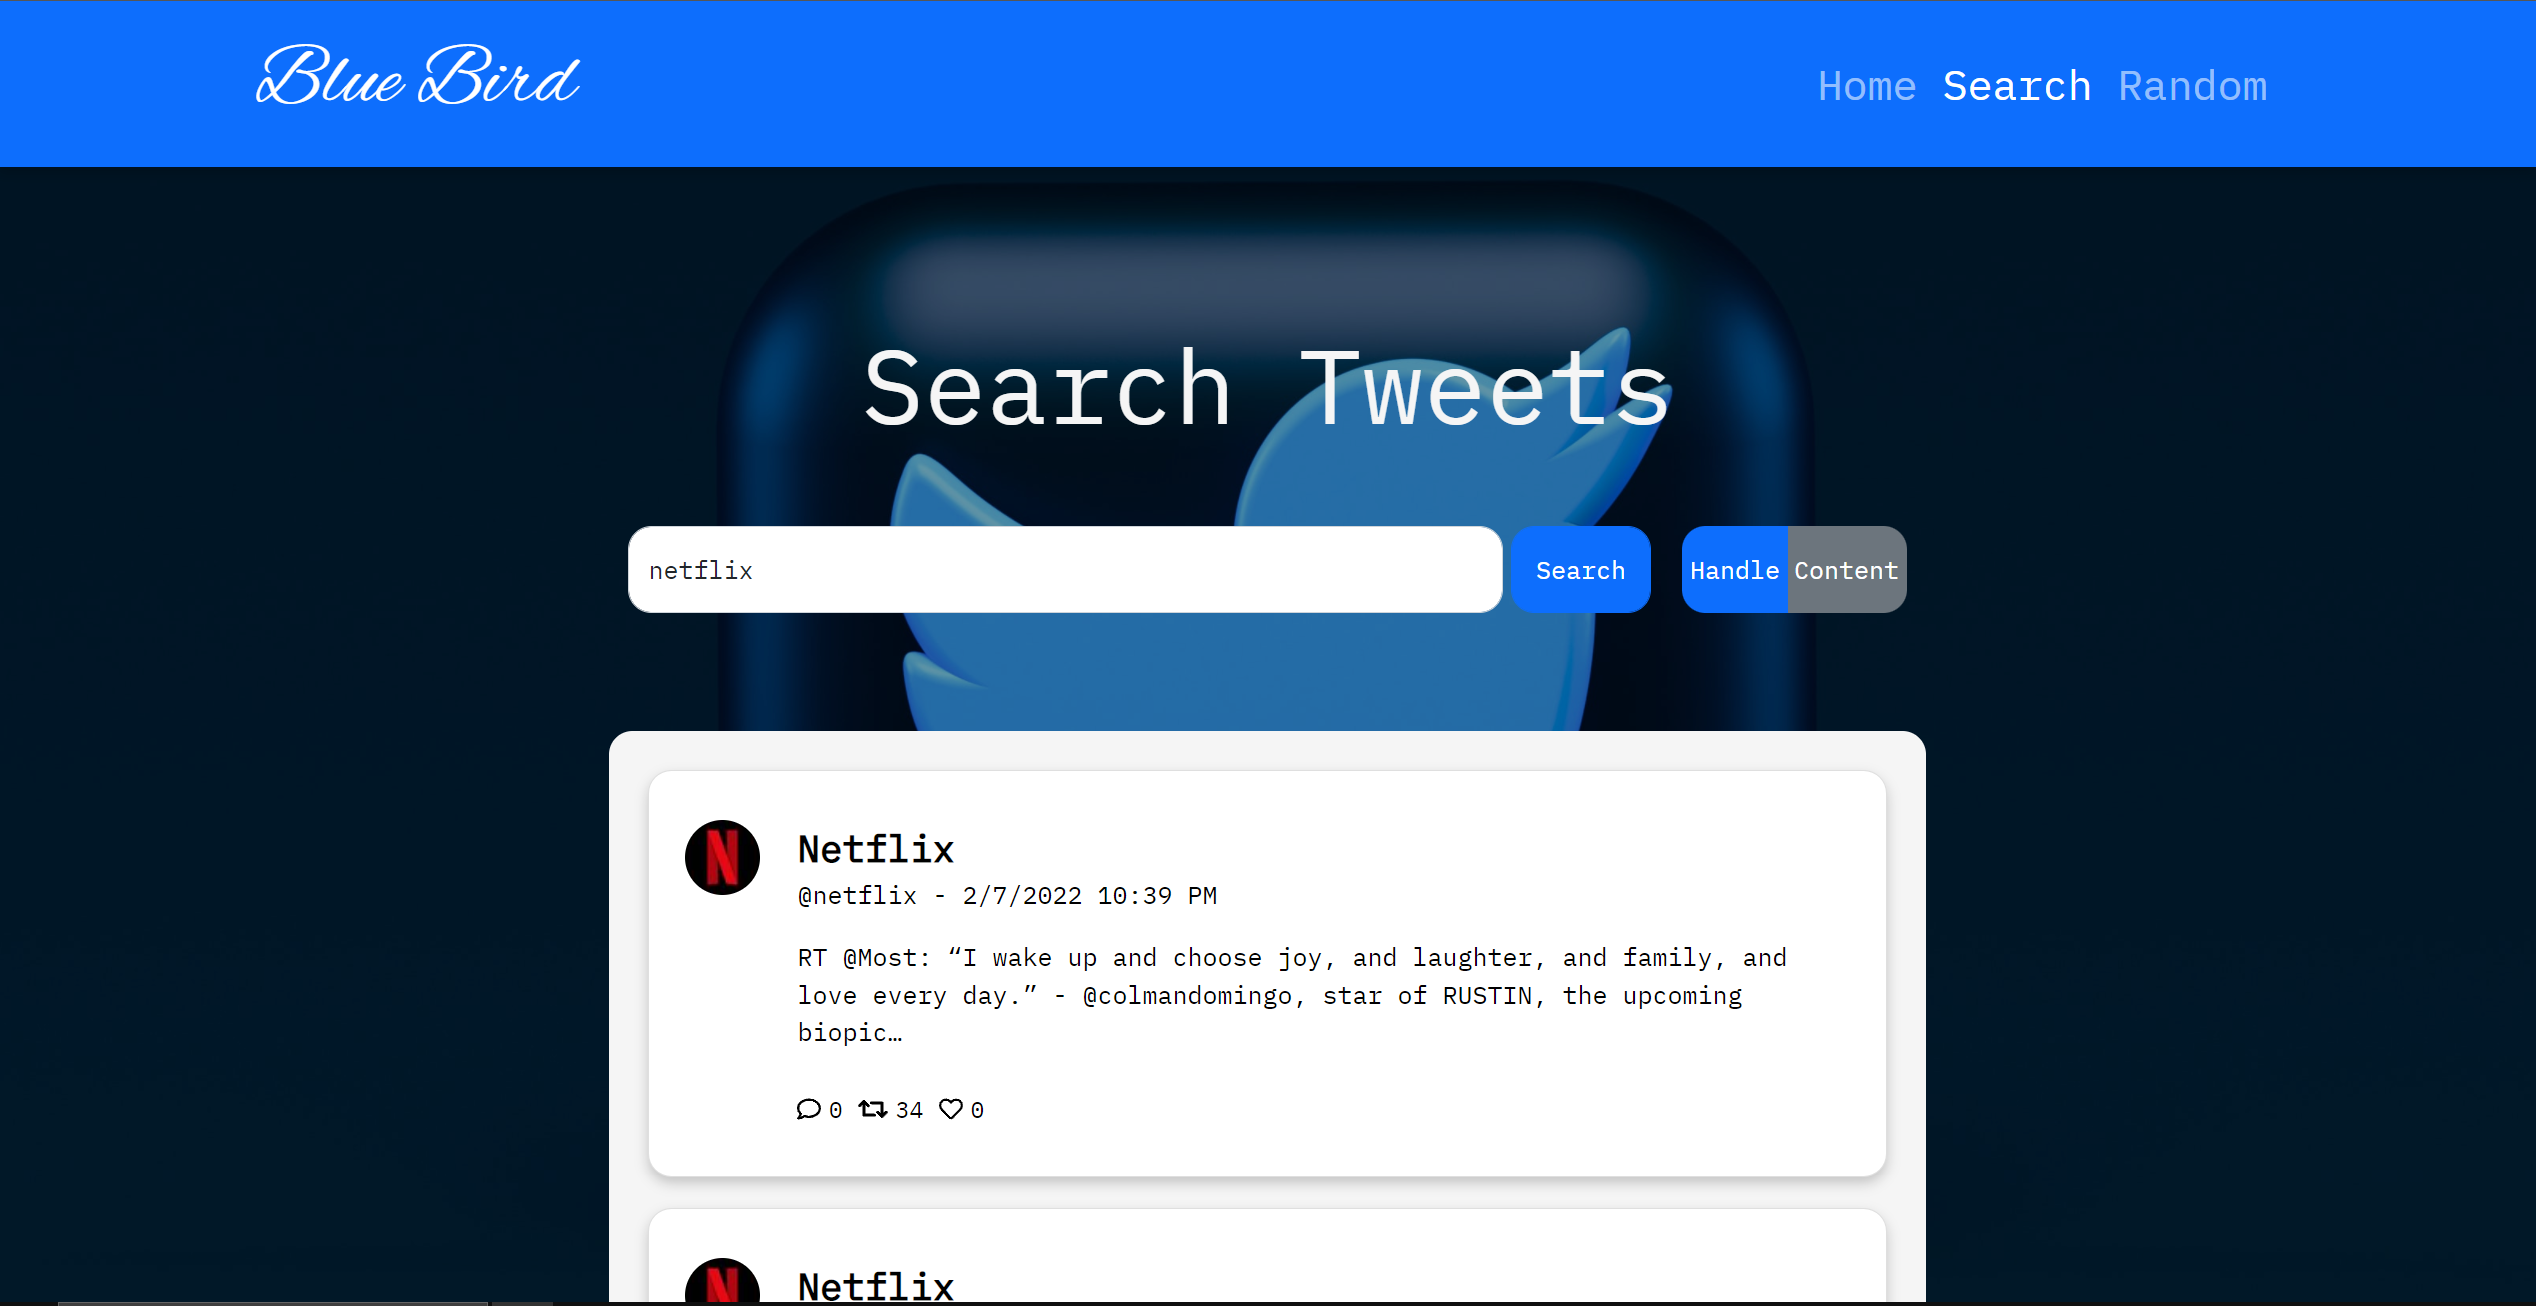 Blue Bird
Home Search Random
Search Tweets
netflix Search Handle Content
Netflix
@netflix - 2/7/2022 10:39 PM
RT @Most: “I wake up and choose joy, and laughter, and family, and
love every day.” - @colmandomingo, star of RUSTIN, the upcoming
biopic…
0 34 0
Netflix